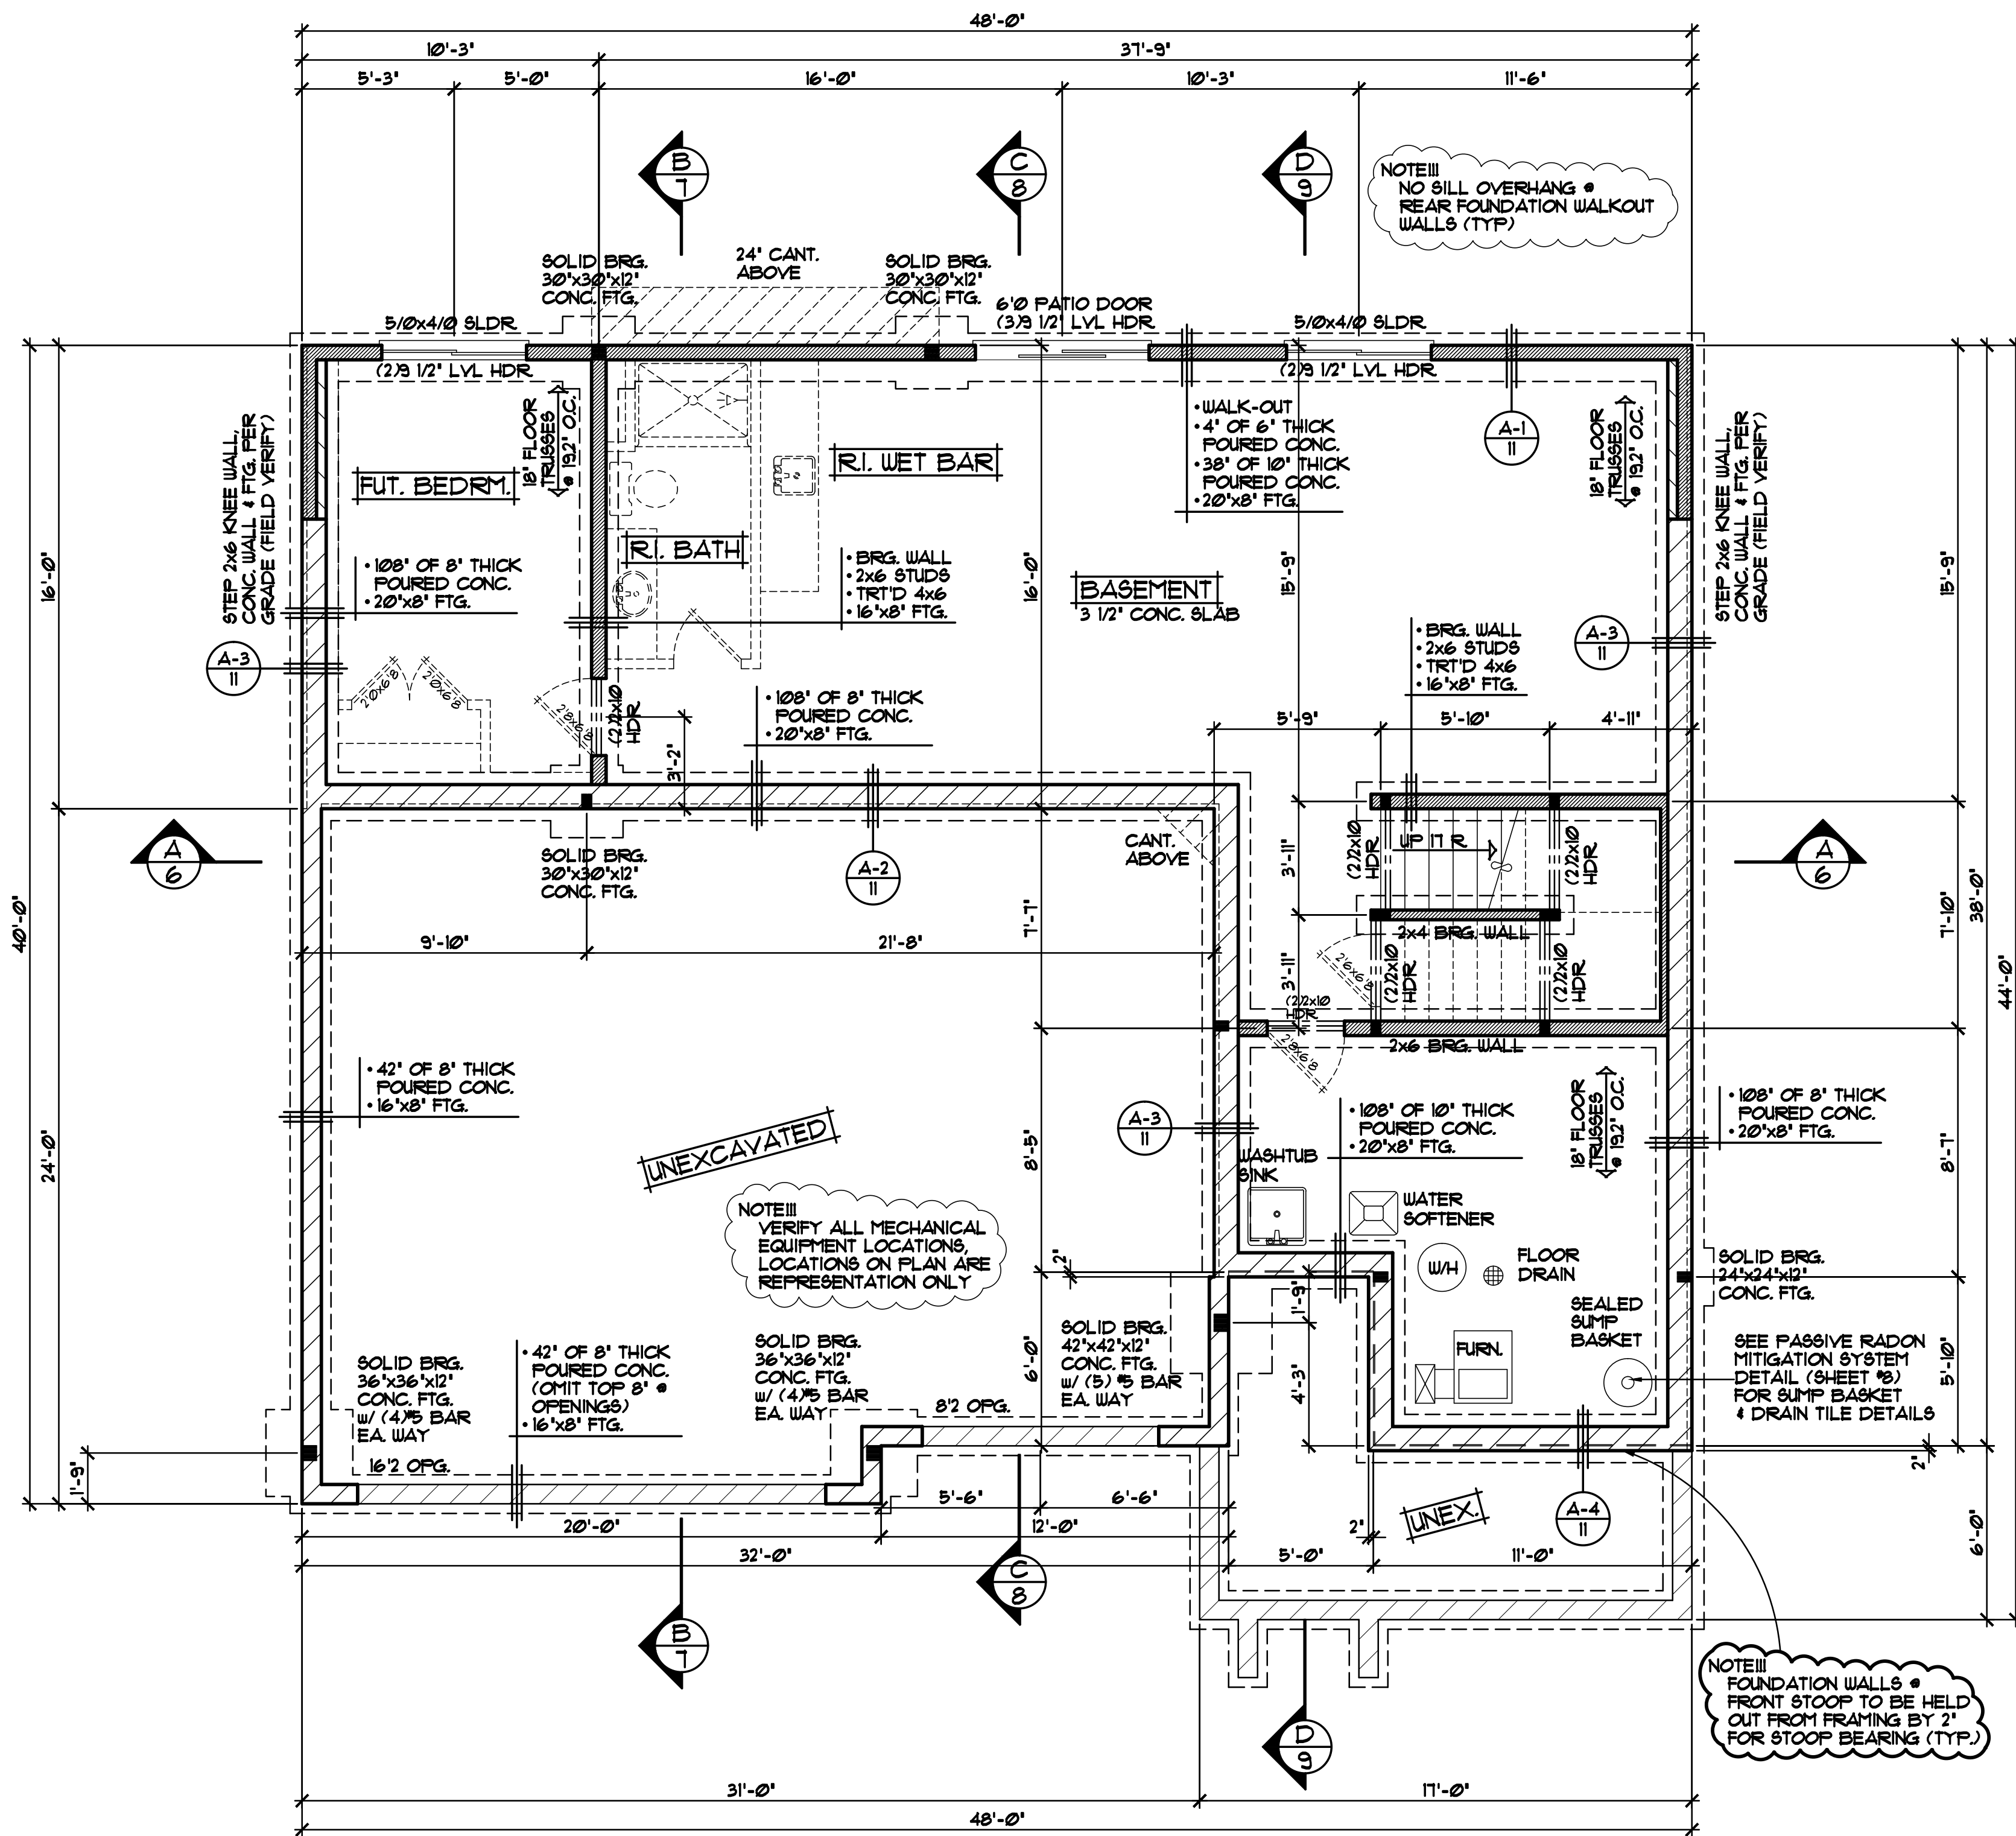 48'-0"
10'-3"
37'-9"
5'-3"
5'-0"
16'-0"
10'-3"
11'-6"
B
7
C
8
D
9
NOTE!!!
NO SILL OVERHANG @
REAR FOUNDATION WALKOUT
WALLS (TYP)
SOLID BRG.
30"x30"x12"
CONC. FTG.
24" CANT.
ABOVE
SOLID BRG.
30"x30"x12"
CONC. FTG.
6'0 PATIO DOOR
(3)9 1/2" LVL HDR
5/0x4/0 SLDR
5/0x4/0 SLDR
(2)9 1/2" LVL HDR
(2)9 1/2" LVL HDR
STEP 2x6 KNEE WALL,
CONC. WALL & FTG. PER
GRADE (FIELD VERIFY)
18" FLOOR
TRUSSES
@ 19.2" O.C.
• WALK-OUT
• 4" OF 6" THICK
POURED CONC.
• 38" OF 10" THICK
POURED CONC.
• 20"x8" FTG.
A-1
11
18" FLOOR
TRUSSES
@ 19.2" O.C.
STEP 2x6 KNEE WALL,
CONC. WALL & FTG. PER
GRADE (FIELD VERIFY)
FUT. BEDRM.
R.I. WET BAR
R.I. BATH
• 108" OF 8" THICK
POURED CONC.
• 20"x8" FTG.
• BRG. WALL
• 2x6 STUDS
• TRT'D 4x6
• 16"x8" FTG.
BASEMENT
3 1/2" CONC. SLAB
16'-0"
16'-0"
15'-9"
15'-9"
A-3
11
• BRG. WALL
• 2x6 STUDS
• TRT'D 4x6
• 16"x8" FTG.
A-3
11
2'0x6'8
2'0x6'8
2'8x6'8
(2)2x10
HDR
3'-2"
• 108" OF 8" THICK
POURED CONC.
• 20"x8" FTG.
5'-9"
5'-10"
4'-11"
A
6
SOLID BRG.
30"x30"x12"
CONC. FTG.
A-2
11
CANT.
ABOVE
(2)2x10
HDR
UP 17 R
(2)2x10
HDR
3'-11"
A
6
40'-0"
9'-10"
21'-8"
7'-7"
2x4 BRG. WALL
3'-11"
2'6x6'8
(2)2x10
HDR
(2)2x10
HDR
7'-10"
38'-0"
44'-0"
(2)2x10
HDR
2'8x6'8
2x6 BRG. WALL
• 42" OF 8" THICK
POURED CONC.
• 16"x8" FTG.
24'-0"
UNEXCAVATED
8'-5"
A-3
11
• 108" OF 10" THICK
POURED CONC.
• 20"x8" FTG.
18" FLOOR
TRUSSES
@ 19.2" O.C.
• 108" OF 8" THICK
POURED CONC.
• 20"x8" FTG.
8'-7"
WASHTUB
SINK
WATER
SOFTENER
NOTE!!!
VERIFY ALL MECHANICAL
EQUIPMENT LOCATIONS,
LOCATIONS ON PLAN ARE
REPRESENTATION ONLY
2"
W/H
FLOOR
DRAIN
SOLID BRG.
24"x24"x12"
CONC. FTG.
1'-9"
SEALED
SUMP
BASKET
FURN.
SEE PASSIVE RADON
MITIGATION SYSTEM
DETAIL (SHEET #8)
FOR SUMP BASKET
& DRAIN TILE DETAILS
SOLID BRG.
36"x36"x12"
CONC. FTG.
w/ (4)#5 BAR
EA. WAY
• 42" OF 8" THICK
POURED CONC.
(OMIT TOP 8" @
OPENINGS)
• 16"x8" FTG.
SOLID BRG.
36"x36"x12"
CONC. FTG.
w/ (4)#5 BAR
EA. WAY
SOLID BRG.
42"x42"x12"
CONC. FTG.
w/ (5) #5 BAR
EA. WAY
6'-0"
4'-3"
5'-10"
8'2 OPG.
16'2 OPG.
1'-9"
2"
5'-6"
6'-6"
20'-0"
12'-0"
2"
UNEX.
A-4
11
6'-0"
32'-0"
5'-0"
11'-0"
C
8
B
7
D
9
NOTE!!!
FOUNDATION WALLS @
FRONT STOOP TO BE HELD
OUT FROM FRAMING BY 2"
FOR STOOP BEARING (TYP.)
31'-0"
17'-0"
48'-0"